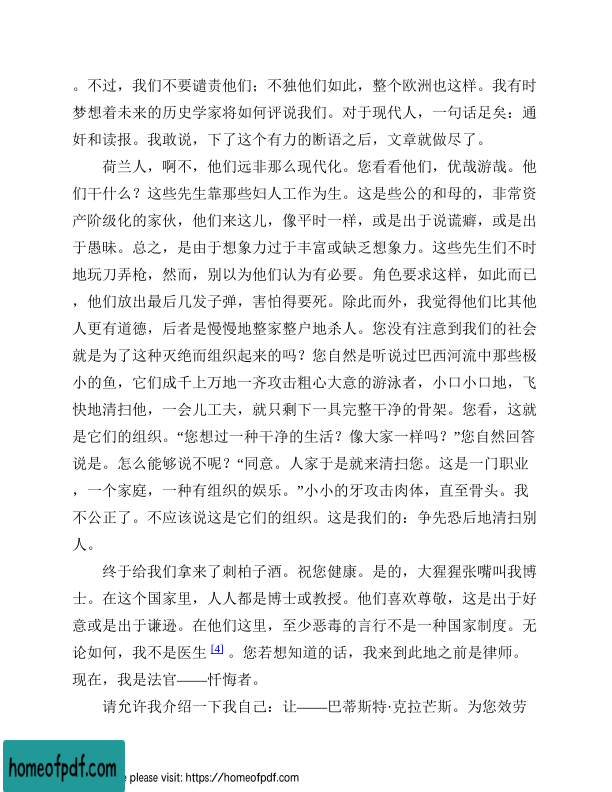 。不过，我们不要谴责他们；不独他们如此，整个欧洲也这样。我有时
梦想着未来的历史学家将如何评说我们。对于现代人，一句话足矣：通
奸和读报。我敢说，下了这个有力的断语之后，文章就做尽了。
荷兰人，啊不，他们远非那么现代化。您看看他们，优哉游哉。他
们干什么？这些先生靠那些妇人工作为生。这是些公的和母的，非常资
产阶级化的家伙，他们来这儿，像平时一样，或是出于说谎癖，或是出
于愚昧。总之，是由于想象力过于丰富或缺乏想象力。这些先生们不时
地玩刀弄枪，然而，别以为他们认为有必要。角色要求这样，如此而已
，他们放出最后几发子弹，害怕得要死。除此而外，我觉得他们比其他
人更有道德，后者是慢慢地整家整户地杀人。您没有注意到我们的社会
就是为了这种灭绝而组织起来的吗？您自然是听说过巴西河流中那些极
小的鱼，它们成千上万地一齐攻击粗心大意的游泳者，小口小口地，飞
快地清扫他，一会儿工夫，就只剩下一具完整干净的骨架。您看，这就
是它们的组织。“您想过一种干净的生活？像大家一样吗？”您自然回答
说是。怎么能够说不呢？“同意。人家于是就来清扫您。这是一门职业
，一个家庭，一种有组织的娱乐。”小小的牙攻击肉体，直至骨头。我
不公正了。不应该说这是它们的组织。这是我们的：争先恐后地清扫别
人。
终于给我们拿来了刺柏子酒。祝您健康。是的，大猩猩张嘴叫我博
士。在这个国家里，人人都是博士或教授。他们喜欢尊敬，这是出于好
意或是出于谦逊。在他们这里，至少恶毒的言行不是一种国家制度。无
论如何，我不是医生 [4] 。您若想知道的话，我来到此地之前是律师。
现在，我是法官——忏悔者。
请允许我介绍一下我自己：让——巴蒂斯特·克拉芒斯。为您效劳
homeofpdf.com
e please visit: https://homeofpdf.com